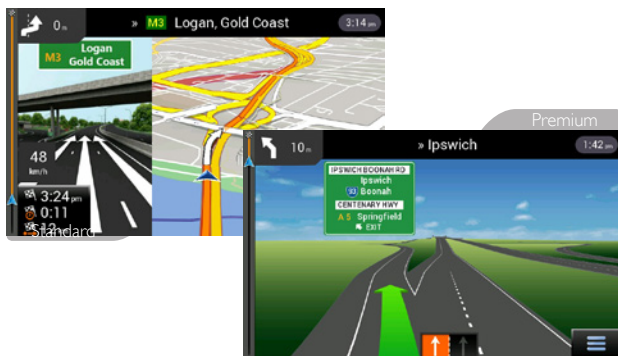 0 m
» M3 Logan, Gold Coast
3:14 pm
Logan
M3 Gold Coast
48
km/h
3:24 pm
0:11
12
Standard
Premium
10 m
» Ipswich
1:42 pm
IPSWICH BOONAH RD
Ipswich
93 Boonah
CENTENARY HWY
A5 Springfield
EXIT